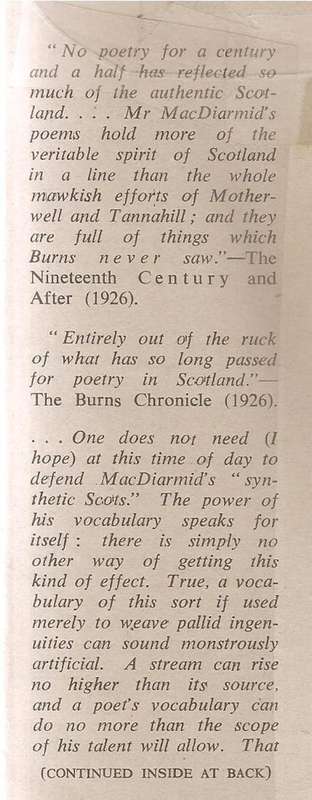 “ No poetry for a century
and a half has reflected so
much of the authentic Scot-
land. . . . Mr MacDiarmid’s
poems hold more of the
veritable spirit of Scotland
in a line than the whole
mawkish efforts of Mother-
well and Tannahill ; and they
are full of things which
Burns never saw.”—The
Nineteenth Century and
After (1926).
“ Entirely out of the ruck
of what has so long passed
for poetry in Scotland.”—
The Burns Chronicle (1926).
. . . One does not need (I
hope) at this time of day to
defend MacDiarmid’s “ syn-
thetic Scots.” The power of
his vocabulary speaks for
itself : there is simply no
other way of getting this
kind of effect. True, a voca-
bulary of this sort if used
merely to weave pallid ingen-
uities can sound monstrously
artificial. A stream can rise
no higher than its source,
and a poet’s vocabulary can
do no more than the scope
of his talent will allow. That
(CONTINUED INSIDE AT BACK)